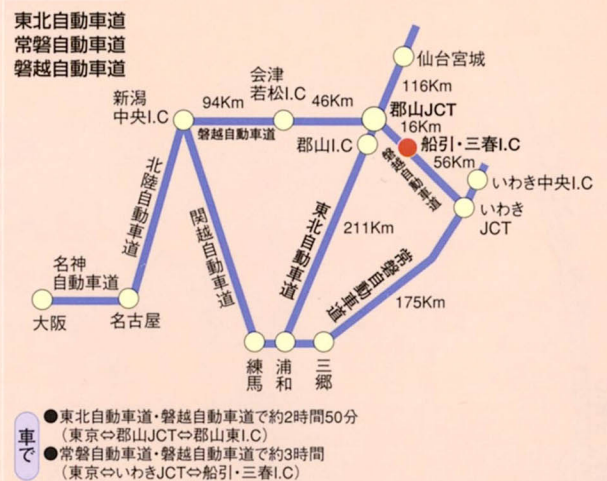 東北自動車道
常磐自動車道
磐越自動車道
仙台宮城
116Km
会津
若松I.C
新潟
中央I.C
94Km
46Km
郡山JCT
16Km
磐越自動車道
郡山I.C
船引・三春I.C
56Km
磐越自動車道
いわき中央I.C
いわき
JCT
北陸自動車道
関越自動車道
東北自動車道
211Km
常磐自動車道
175Km
名神
自動車道
大阪
名古屋
練馬
浦和
三郷
車で
●東北自動車道・磐越自動車道で約2時間50分
（東京⇔郡山JCT⇔郡山東I.C）
●常磐自動車道・磐越自動車道で約3時間
（東京⇔いわきJCT⇔船引・三春I.C）